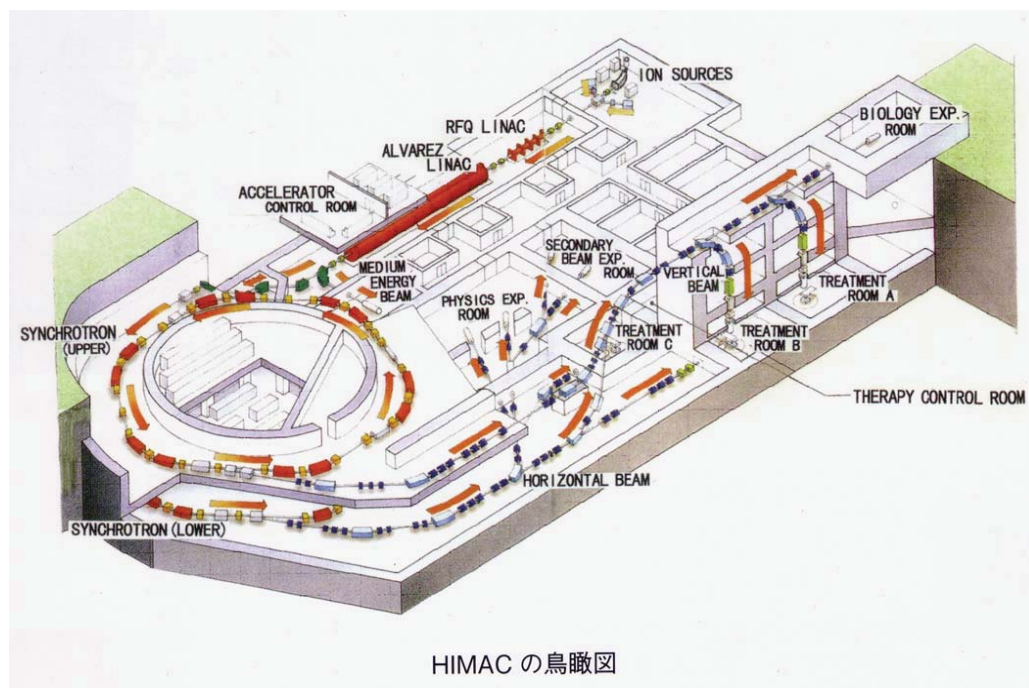 ION SOURCES
BIOLOGY EXP.
ROOM
RFQ LINAC
ALVAREZ
LINAC
ACCELERATOR
CONTROL ROOM
SECONDARY
BEAM EXP.
ROOM
MEDIUM
ENERGY
BEAM
VERTICAL
BEAM
TREATMENT
ROOM A
PHYSICS EXP.
ROOM
SYNCHROTRON
(UPPER)
TREATMENT
ROOM C
TREATMENT
ROOM B
THERAPY CONTROL ROOM
HORIZONTAL BEAM
SYNCHROTRON (LOWER)
HIMAC の鳥瞰図